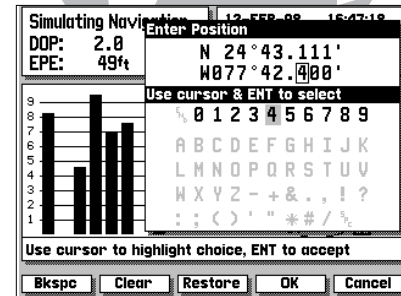 Simulating Navigation 12-FEB-98 15:47:18
DOP: 2.0
EPE: 49ft
Enter Position
N 24°43.111'
W077°42.400'
Use cursor & ENT to select
0 1 2 3 4 5 6 7 8 9
A B C D E F G H I J K
L M N O P Q R S T U V
W X Y Z - + & . , ! ?
: ; ( ) ' " * # /
9
8
7
6
5
4
3
2
1
Use cursor to highlight choice, ENT to accept
Bkspc Clear Restore OK Cancel